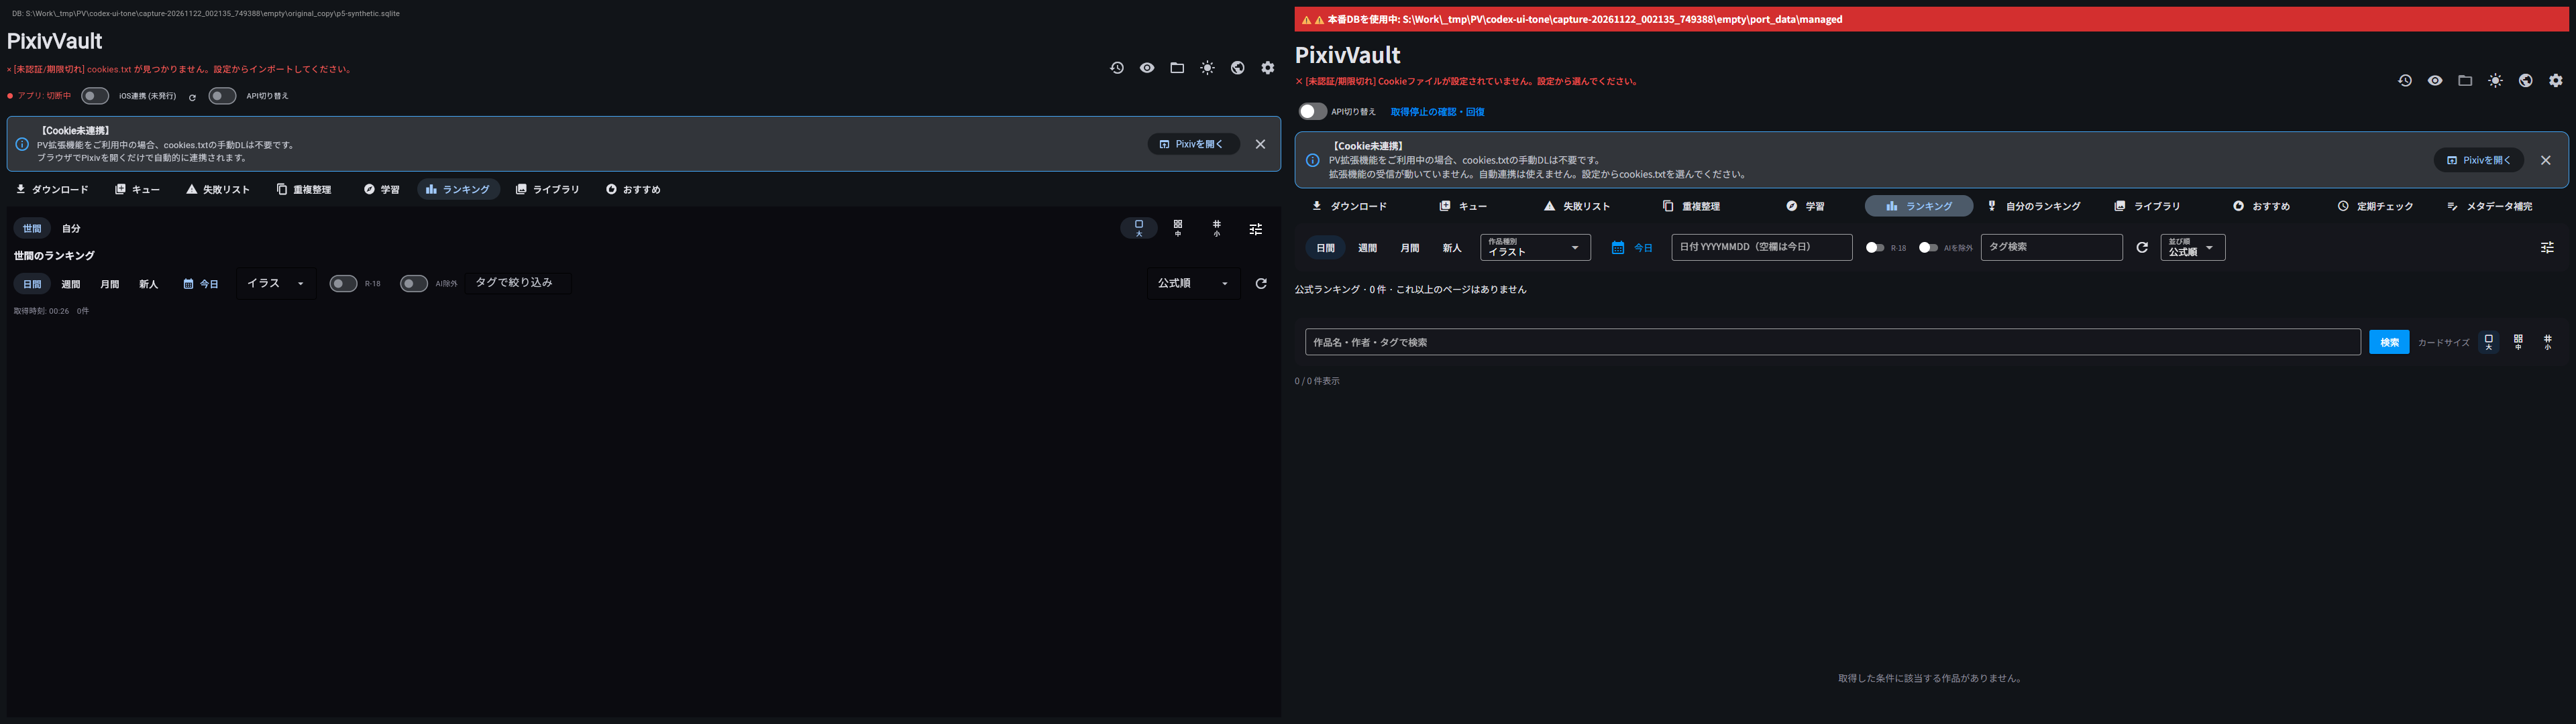 DB: S:\Work\_tmp\PV\codex-ui-tone\capture-20261122_002135_749388\empty\original_copy\p5-synthetic.sqlite
PixivVault
× [未認証/期限切れ] cookies.txt が見つかりません。設定からインポートしてください。
アプリ: 切断中 iOS連携 (未発行) API切り替え
【Cookie未連携】
PV拡張機能をご利用中の場合、cookies.txtの手動DLは不要です。
ブラウザでPixivを開くだけで自動的に連携されます。
Pixivを開く
ダウンロード キュー 失敗リスト 重複整理 学習 ランキング ライブラリ おすすめ
世間 自分 大 中 小
世間のランキング
日間 週間 月間 新人 今日 イラス R-18 AI除外 タグで絞り込み 公式順
取得時刻: 00:26 0件
本番DBを使用中: S:\Work\_tmp\PV\codex-ui-tone\capture-20261122_002135_749388\empty\port_data\managed
PixivVault
× [未認証/期限切れ] Cookieファイルが設定されていません。設定から選んでください。
API切り替え 取得停止の確認・回復
【Cookie未連携】
PV拡張機能をご利用中の場合、cookies.txtの手動DLは不要です。
拡張機能の受信が動いていません。自動連携は使えません。設定からcookies.txtを選んでください。
Pixivを開く
ダウンロード キュー 失敗リスト 重複整理 学習 ランキング 自分のランキング ライブラリ おすすめ 定期チェック メタデータ補完
日間 週間 月間 新人 作品種別 イラスト 今日 日付 YYYYMMDD（空欄は今日） R-18 AIを除外 タグ検索 並び順 公式順
公式ランキング・0 件・これ以上のページはありません
作品名・作者・タグで検索 検索 カードサイズ 大 中 小
0 / 0 件表示
取得した条件に該当する作品がありません。